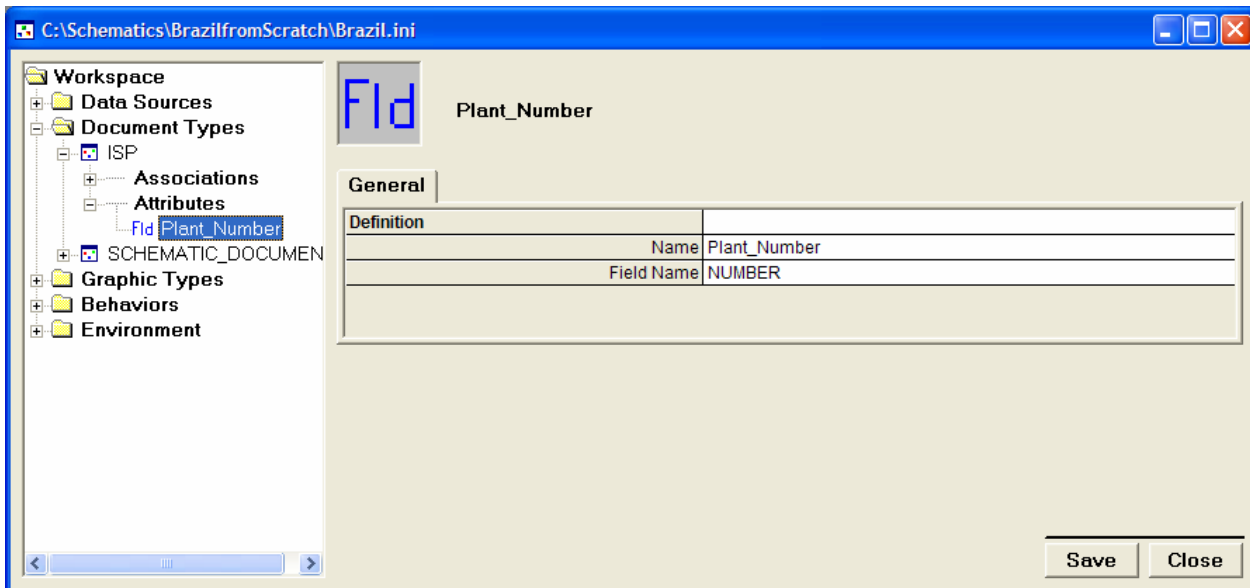 C:\Schematics\BrazilfromScratch\Brazil.ini
Workspace
Data Sources
Document Types
ISP
Associations
Attributes
Fld Plant_Number
SCHEMATIC_DOCUMEN
Graphic Types
Behaviors
Environment
Fld
Plant_Number
General
Definition
Name Plant_Number
Field Name NUMBER
Save Close